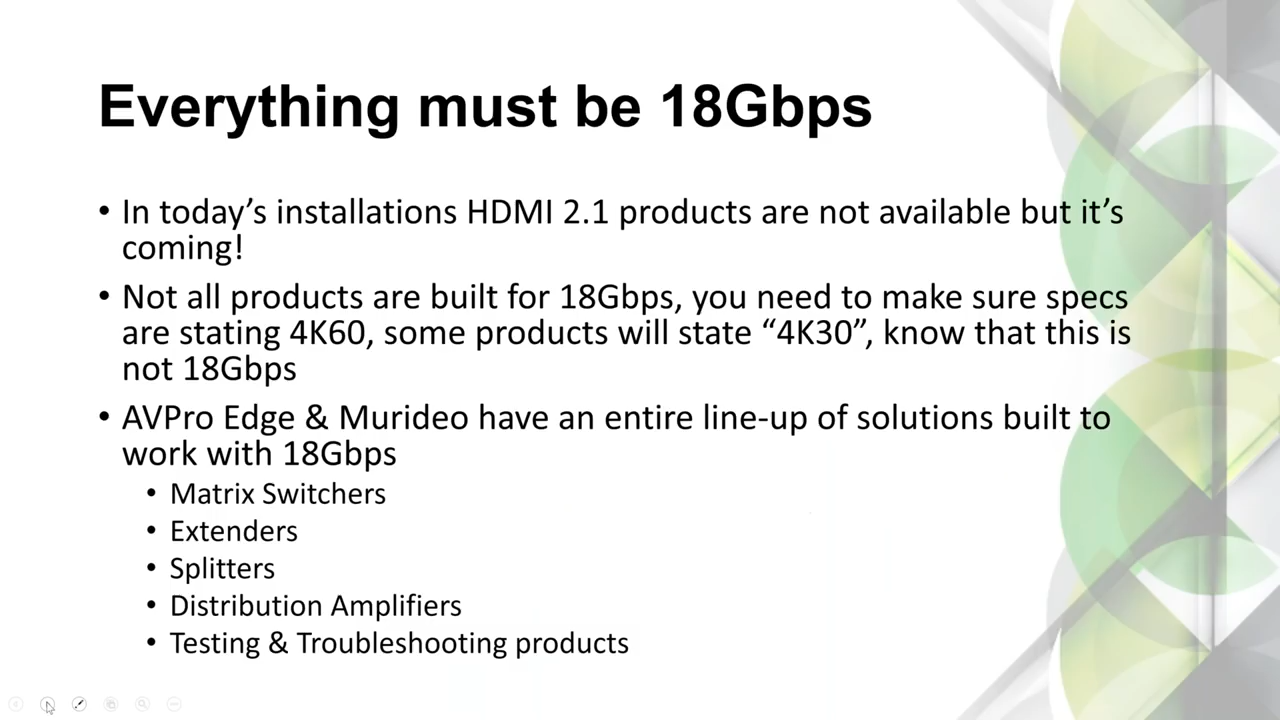 Everything must be 18Gbps
• In today’s installations HDMI 2.1 products are not available but it’s
coming!
• Not all products are built for 18Gbps, you need to make sure specs
are stating 4K60, some products will state “4K30”, know that this is
not 18Gbps
• AVPro Edge & Murideo have an entire line-up of solutions built to
work with 18Gbps
• Matrix Switchers
• Extenders
• Splitters
• Distribution Amplifiers
• Testing & Troubleshooting products